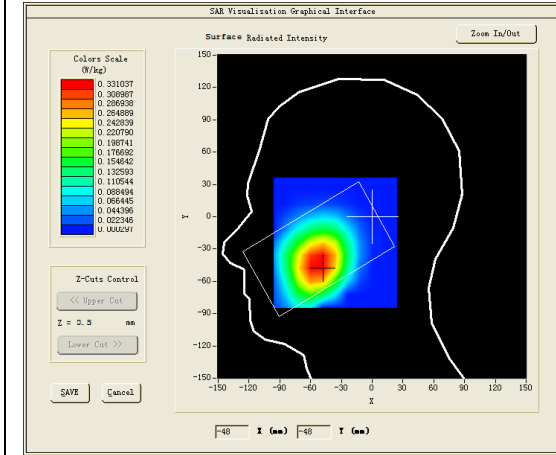 SAR Visualisation Graphical Interface
Surface Radiated Intensity
Zoom In/Out
Colors Scale
(W/kg)
0.331037
0.308987
0.286938
0.264889
0.242839
0.220790
0.198741
0.176692
0.154642
0.132593
0.110544
0.088494
0.066445
0.044396
0.022346
0.000297
150
120
90
60
30
0
-30
-60
-90
-120
-150
Y
-150 -120 -90 -60 -30 0 30 60 90 120 150
X
Z-Cuts Control
<< Upper Cut
Z = 0.5 mm
Lower Cut >>
SAVE
Cancel
-48 X (mm) -48 Y (mm)